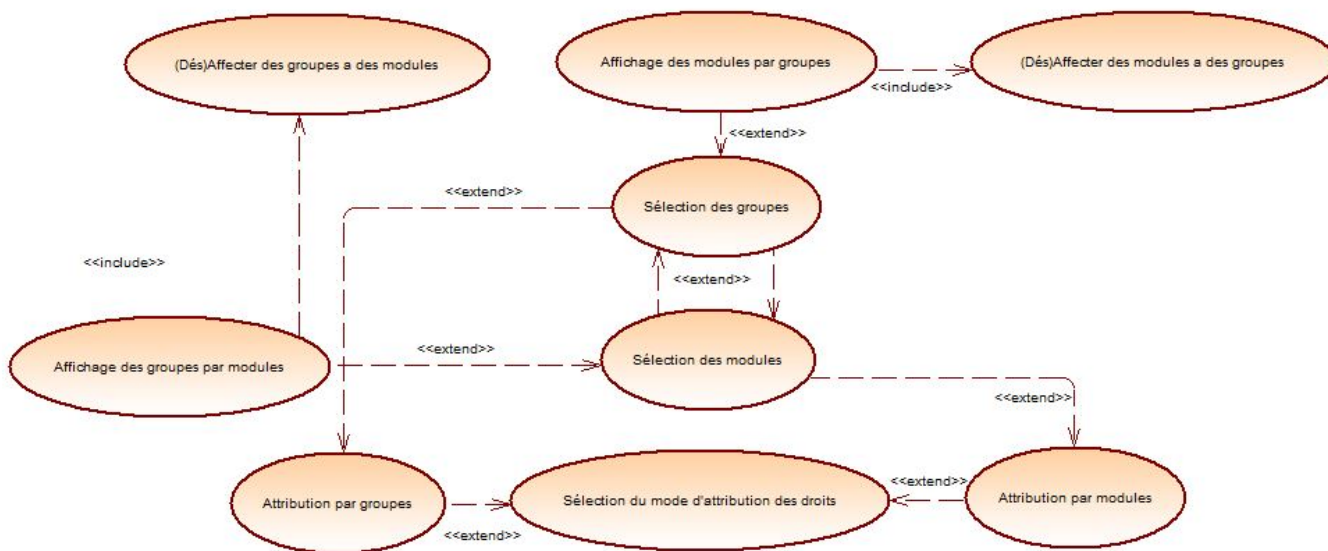 (Dés)Affecter des groupes a des modules
Affichage des modules par groupes
(Dés)Affecter des modules a des groupes
<<include>>
<<extend>>
<<extend>>
Sélection des groupes
<<include>>
<<extend>>
Affichage des groupes par modules
<<extend>>
Sélection des modules
<<extend>>
Attribution par groupes
Sélection du mode d'attribution des droits
<<extend>>
Attribution par modules
<<extend>>